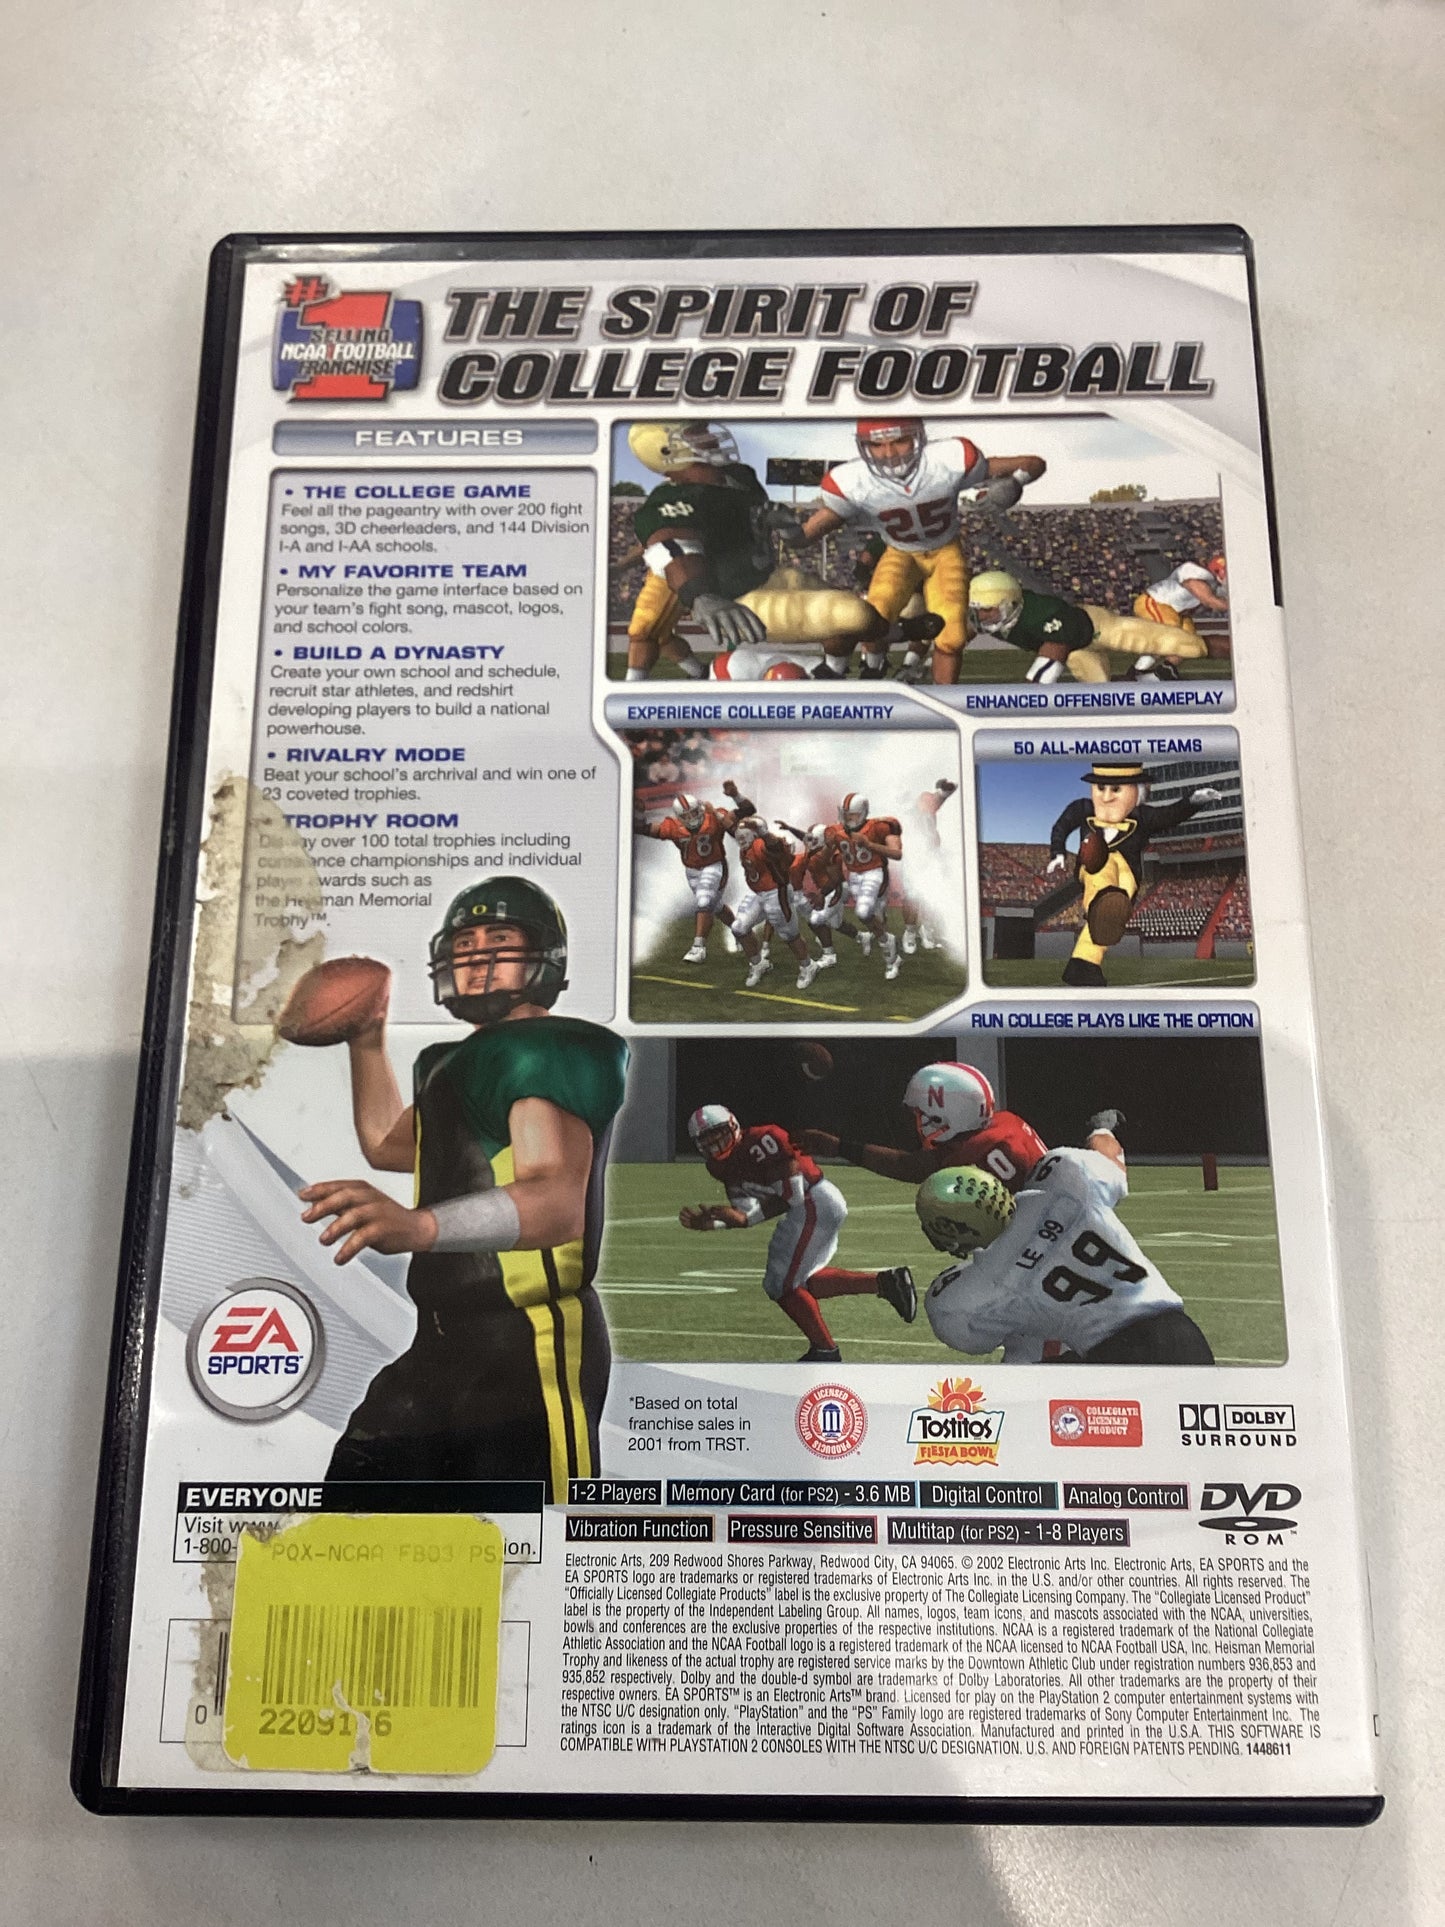 #1
SELLING
NCAA FOOTBALL
FRANCHISE*
THE SPIRIT OF
COLLEGE FOOTBALL
FEATURES
• THE COLLEGE GAME
Feel all the pageantry with over 200 fight
songs, 3D cheerleaders, and 144 Division
I-A and I-AA schools.
• MY FAVORITE TEAM
Personalize the game interface based on
your team's fight song, mascot, logos,
and school colors.
• BUILD A DYNASTY
Create your own school and schedule,
recruit star athletes, and redshirt
developing players to build a national
powerhouse.
• RIVALRY MODE
Beat your school's archrival and win one of
23 coveted trophies.
TROPHY ROOM
over 100 total trophies including
championships and individual
such as
the Heisman Memorial
Trophy™.
25
ENHANCED OFFENSIVE GAMEPLAY
EXPERIENCE COLLEGE PAGEANTRY
78
86
50 ALL-MASCOT TEAMS
RUN COLLEGE PLAYS LIKE THE OPTION
30
N
LE 99
99
O
EA
SPORTS™
*Based on total
franchise sales in
2001 from TRST.
OFFICIALLY LICENSED COLLEGIATE PRODUCTS
Tostitos
FIESTA BOWL
COLLEGIATE
LICENSED
PRODUCT
DOLBY
SURROUND
EVERYONE
Visit www.
1-800- ion.
1-2 Players
Memory Card (for PS2) - 3.6 MB
Digital Control
Analog Control
Vibration Function
Pressure Sensitive
Multitap (for PS2) - 1-8 Players
DVD
ROM™
PQX-NCAA FB03 PS
0
Electronic Arts, 209 Redwood Shores Parkway, Redwood City, CA 94065. © 2002 Electronic Arts Inc. Electronic Arts, EA SPORTS and the
EA SPORTS logo are trademarks or registered trademarks of Electronic Arts Inc. in the U.S. and/or other countries. All rights reserved. The
"Officially Licensed Collegiate Products" label is the exclusive property of The Collegiate Licensing Company. The "Collegiate Licensed Product"
label is the property of the Independent Labeling Group. All names, logos, team icons, and mascots associated with the NCAA, universities,
bowls and conferences are the exclusive properties of the respective institutions. NCAA is a registered trademark of the National Collegiate
Athletic Association and the NCAA Football logo is a registered trademark of the NCAA licensed to NCAA Football USA, Inc. Heisman Memorial
Trophy and likeness of the actual trophy are registered service marks by the Downtown Athletic Club under registration numbers 936,853 and
935,852 respectively. Dolby and the double-d symbol are trademarks of Dolby Laboratories. All other trademarks are the property of their
respective owners. EA SPORTS™ is an Electronic Arts™ brand. Licensed for play on the PlayStation 2 computer entertainment systems with
the NTSC U/C designation only. "PlayStation" and the "PS" Family logo are registered trademarks of Sony Computer Entertainment Inc. The
ratings icon is a trademark of the Interactive Digital Software Association. Manufactured and printed in the U.S.A. THIS SOFTWARE IS
COMPATIBLE WITH PLAYSTATION 2 CONSOLES WITH THE NTSC U/C DESIGNATION. U.S. AND FOREIGN PATENTS PENDING. 1448611